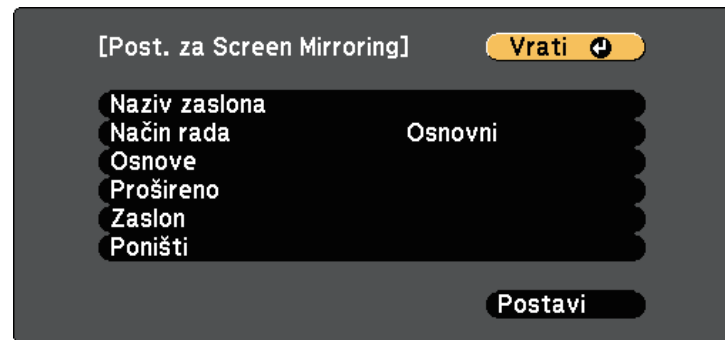 [Post. za Screen Mirroring] Vrati
Naziv zaslona
Način rada Osnovni
Osnove
Prošireno
Zaslon
Poništi
Postavi